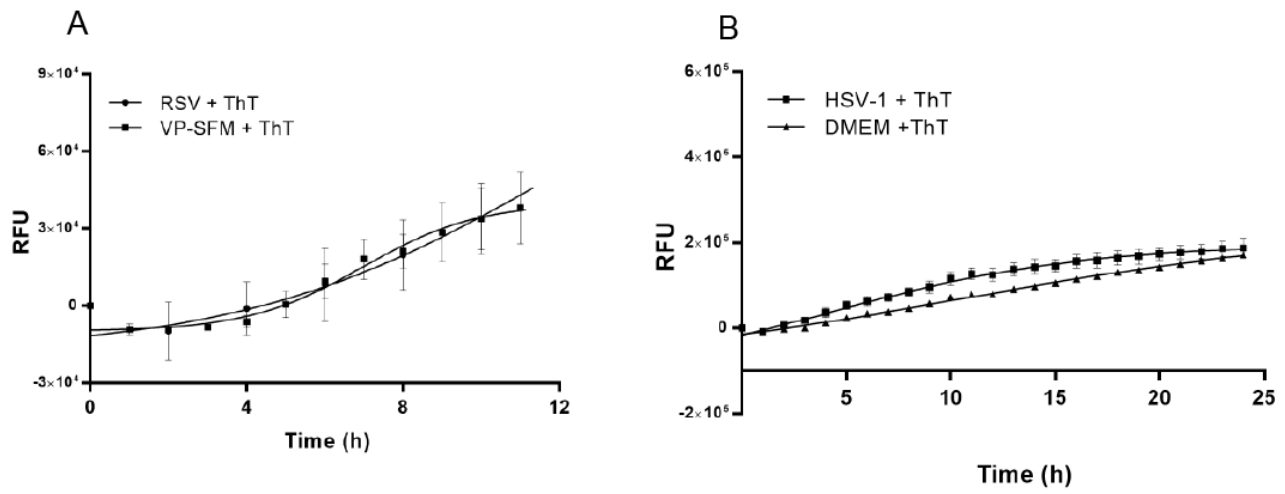 A
9×10⁴
6×10⁴
3×10⁴
0
-3×10⁴
RFU
RSV + ThT
VP-SFM + ThT
0 4 8 12
Time (h)
B
6×10⁵
4×10⁵
2×10⁵
0
-2×10⁵
RFU
HSV-1 + ThT
DMEM +ThT
5 10 15 20 25
Time (h)